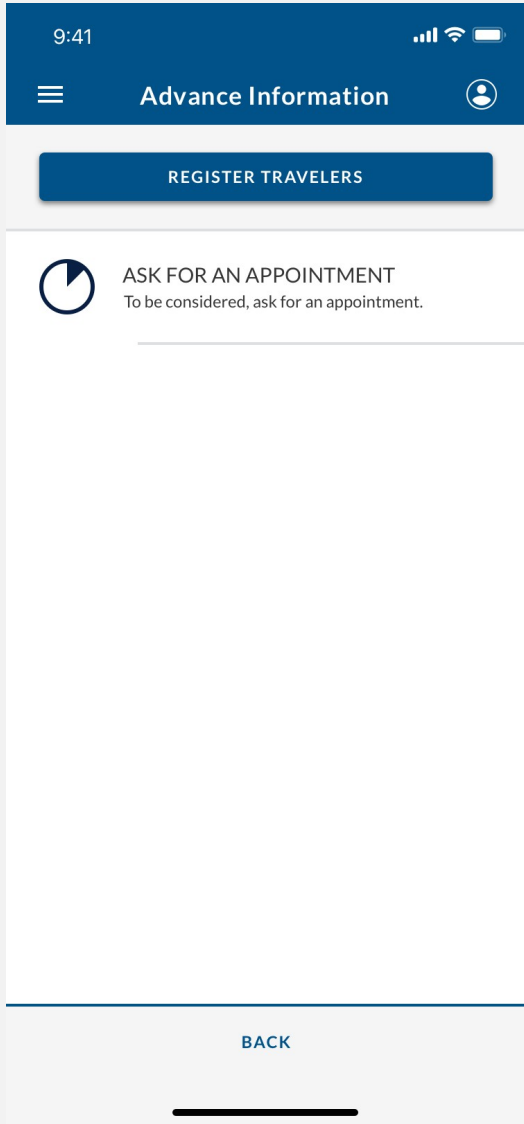 9:41
Advance Information
REGISTER TRAVELERS
ASK FOR AN APPOINTMENT
To be considered, ask for an appointment.
BACK